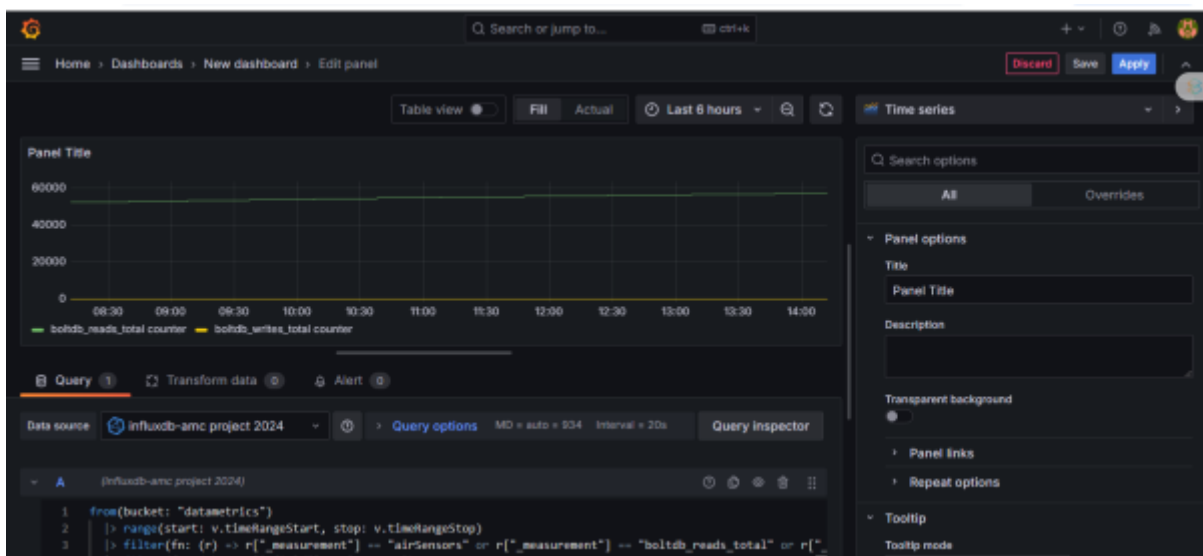 Search or jump to... ctrl+k
Home › Dashboards › New dashboard › Edit panel Discard Save Apply
Table view Fill Actual Last 6 hours Time series
Panel Title
60000
40000
20000
0
08:30 09:00 09:30 10:00 10:30 11:00 11:30 12:00 12:30 13:00 13:30 14:00
boltdb_reads_total counter boltdb_writes_total counter
Search options
All Overrides
Panel options
Title
Panel Title
Description
Transparent background
Panel links
Repeat options
Tooltip
Tooltip mode
Query 1 Transform data 0 Alert 0
Data source influxdb-amc project 2024 Query options MD = auto = 934 Interval = 20s Query inspector
A (influxdb-amc project 2024)
1 from(bucket: "datametrics")
2 |> range(start: v.timeRangeStart, stop: v.timeRangeStop)
3 |> filter(fn: (r) => r["_measurement"] == "airSensors" or r["_measurement"] == "boltdb_reads_total" or r["_